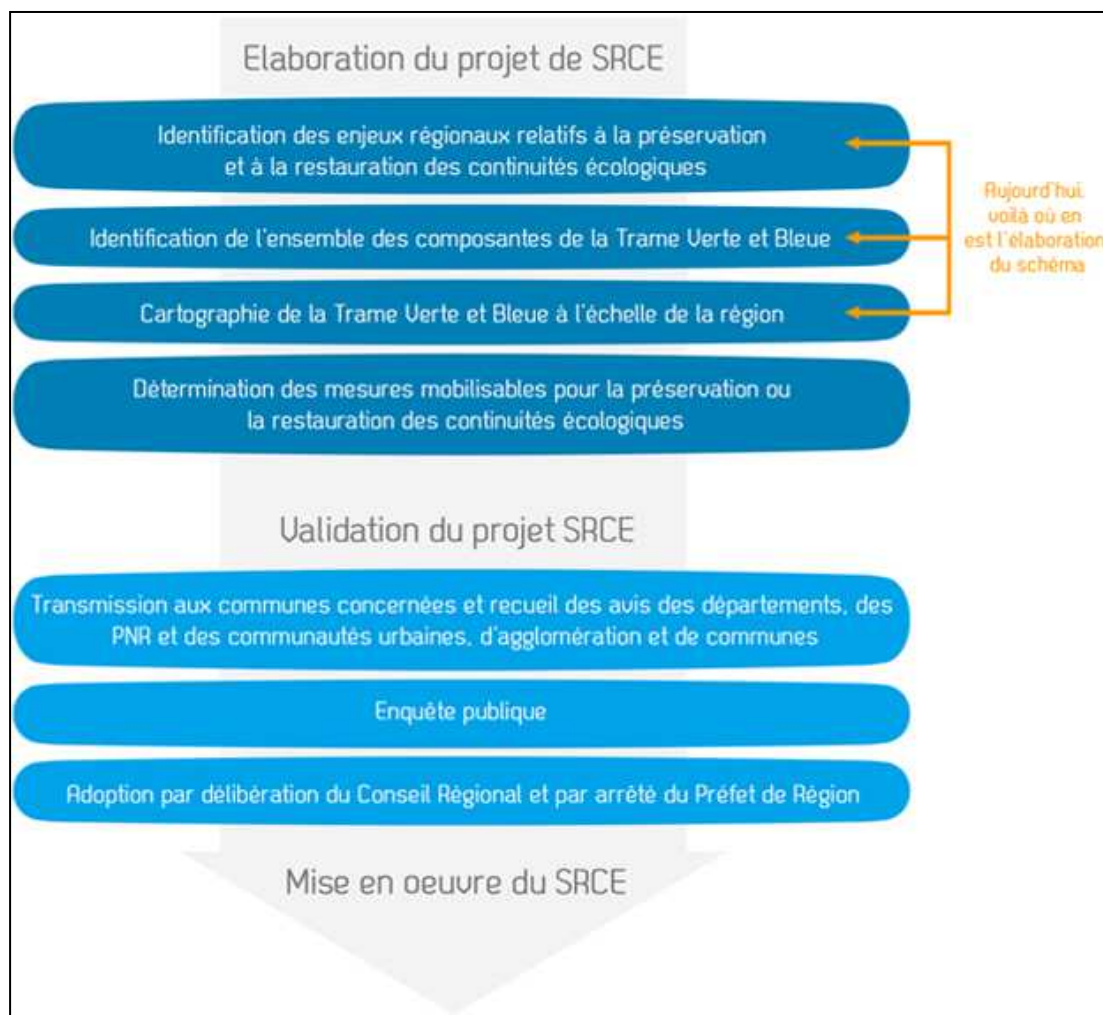 Elaboration du projet de SRCE
Identification des enjeux régionaux relatifs à la préservation
et à la restauration des continuités écologiques
Identification de l'ensemble des composantes de la Trame Verte et Bleue
Cartographie de la Trame Verte et Bleue à l'échelle de la région
Aujourd'hui,
voilà où en
est l'élaboration
du schéma
Détermination des mesures mobilisables pour la préservation ou
la restauration des continuités écologiques
Validation du projet SRCE
Transmission aux communes concernées et recueil des avis des départements, des
PNR et des communautés urbaines, d'agglomération et de communes
Enquête publique
Adoption par délibération du Conseil Régional et par arrêté du Préfet de Région
Mise en oeuvre du SRCE